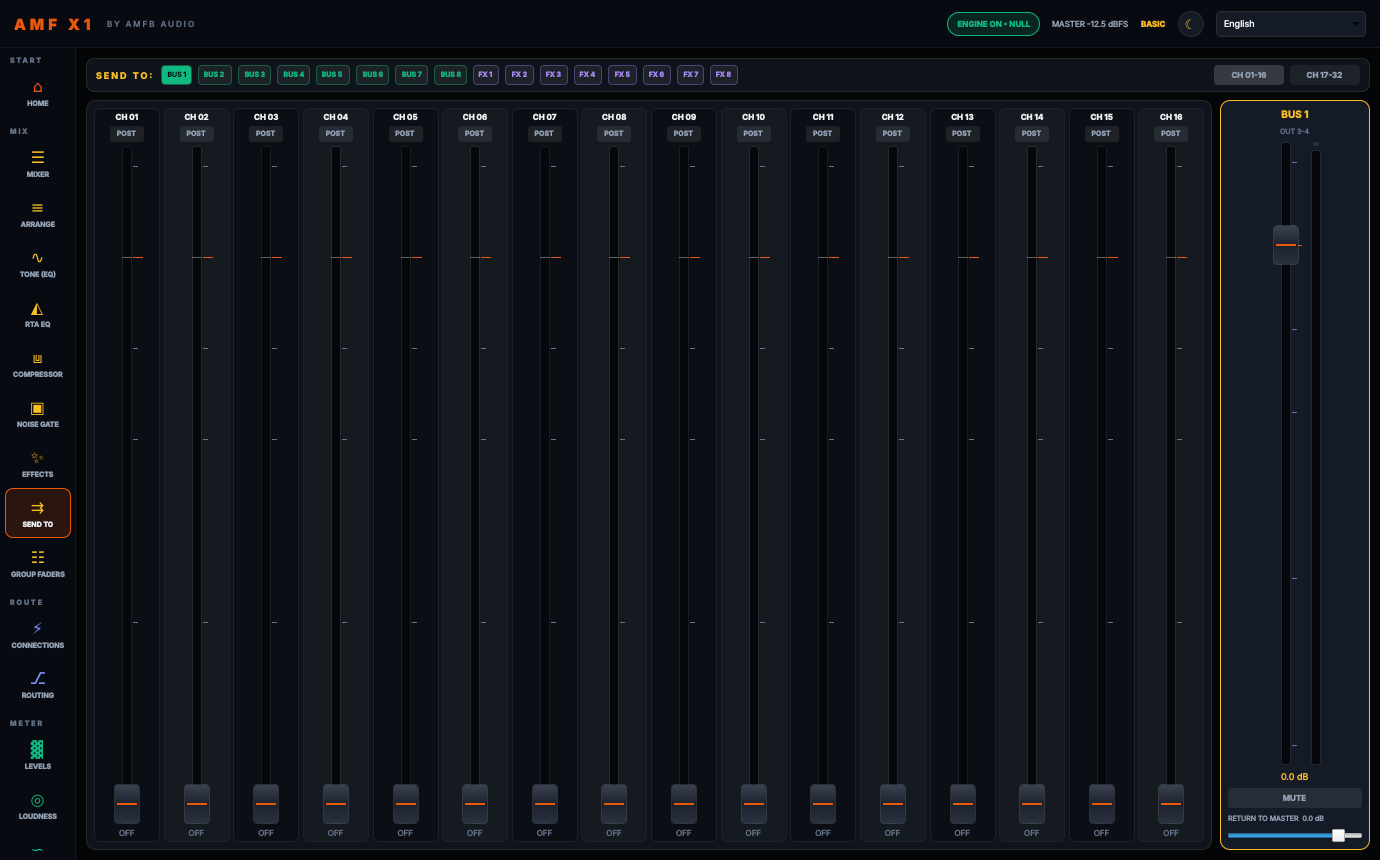 AMF X1 BY AMFB AUDIO ENGINE ON • NULL MASTER -12.5 dBFS BASIC English
START
HOME
MIX
MIXER
ARRANGE
TONE (EQ)
RTA EQ
COMPRESSOR
NOISE GATE
EFFECTS
SEND TO
GROUP FADERS
ROUTE
CONNECTIONS
ROUTING
METER
LEVELS
LOUDNESS
SEND TO: BUS 1 BUS 2 BUS 3 BUS 4 BUS 5 BUS 6 BUS 7 BUS 8 FX 1 FX 2 FX 3 FX 4 FX 5 FX 6 FX 7 FX 8 CH 01-16 CH 17-32
CH 01 CH 02 CH 03 CH 04 CH 05 CH 06 CH 07 CH 08 CH 09 CH 10 CH 11 CH 12 CH 13 CH 14 CH 15 CH 16
POST POST POST POST POST POST POST POST POST POST POST POST POST POST POST POST
OFF OFF OFF OFF OFF OFF OFF OFF OFF OFF OFF OFF OFF OFF OFF OFF
BUS 1
OUT 3-4
0.0 dB
MUTE
RETURN TO MASTER 0.0 dB